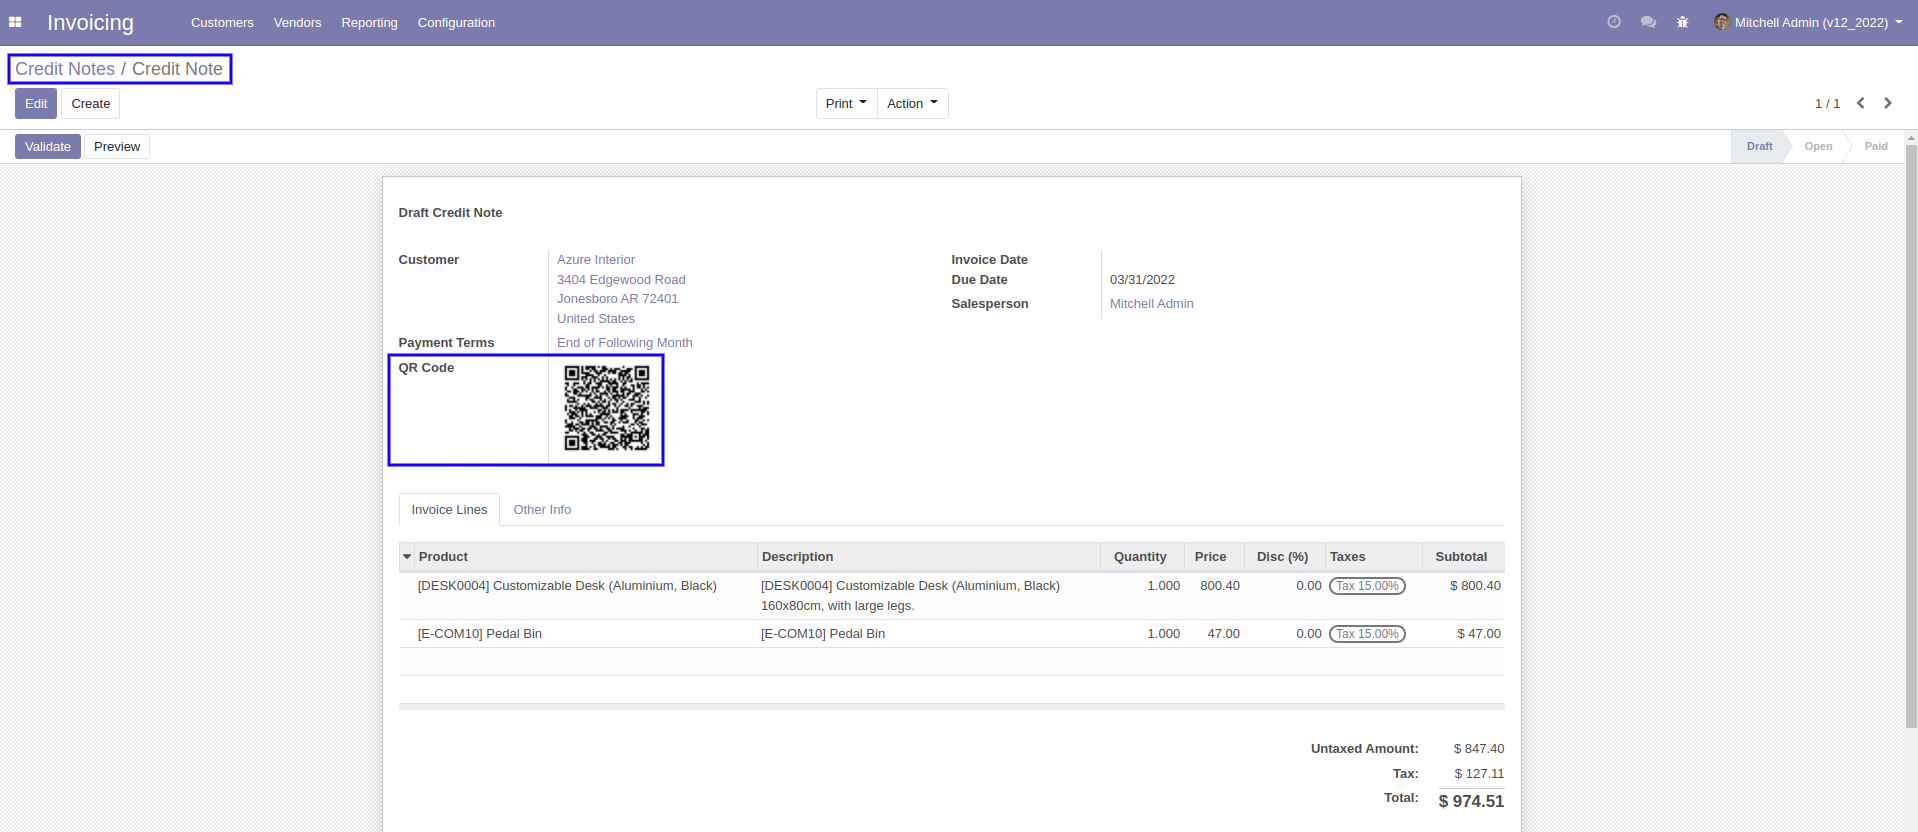 Invoicing Customers Vendors Reporting Configuration Mitchell Admin (v12_2022)
Credit Notes / Credit Note
Edit Create Print Action 1 / 1
Validate Preview Draft Open Paid
Draft Credit Note
Customer Azure Interior Invoice Date
3404 Edgewood Road Due Date 03/31/2022
Jonesboro AR 72401
Salesperson Mitchell Admin
United States
Payment Terms End of Following Month
QR Code
Invoice Lines Other Info
Product Description Quantity Price Disc (%) Taxes Subtotal
[DESK0004] Customizable Desk (Aluminium, Black) [DESK0004] Customizable Desk (Aluminium, Black) 1.000 800.40 0.00 Tax 15.00% $ 800.40
160x80cm, with large legs.
[E-COM10] Pedal Bin [E-COM10] Pedal Bin 1.000 47.00 0.00 Tax 15.00% $ 47.00
Untaxed Amount: $ 847.40
Tax: $ 127.11
Total: $ 974.51